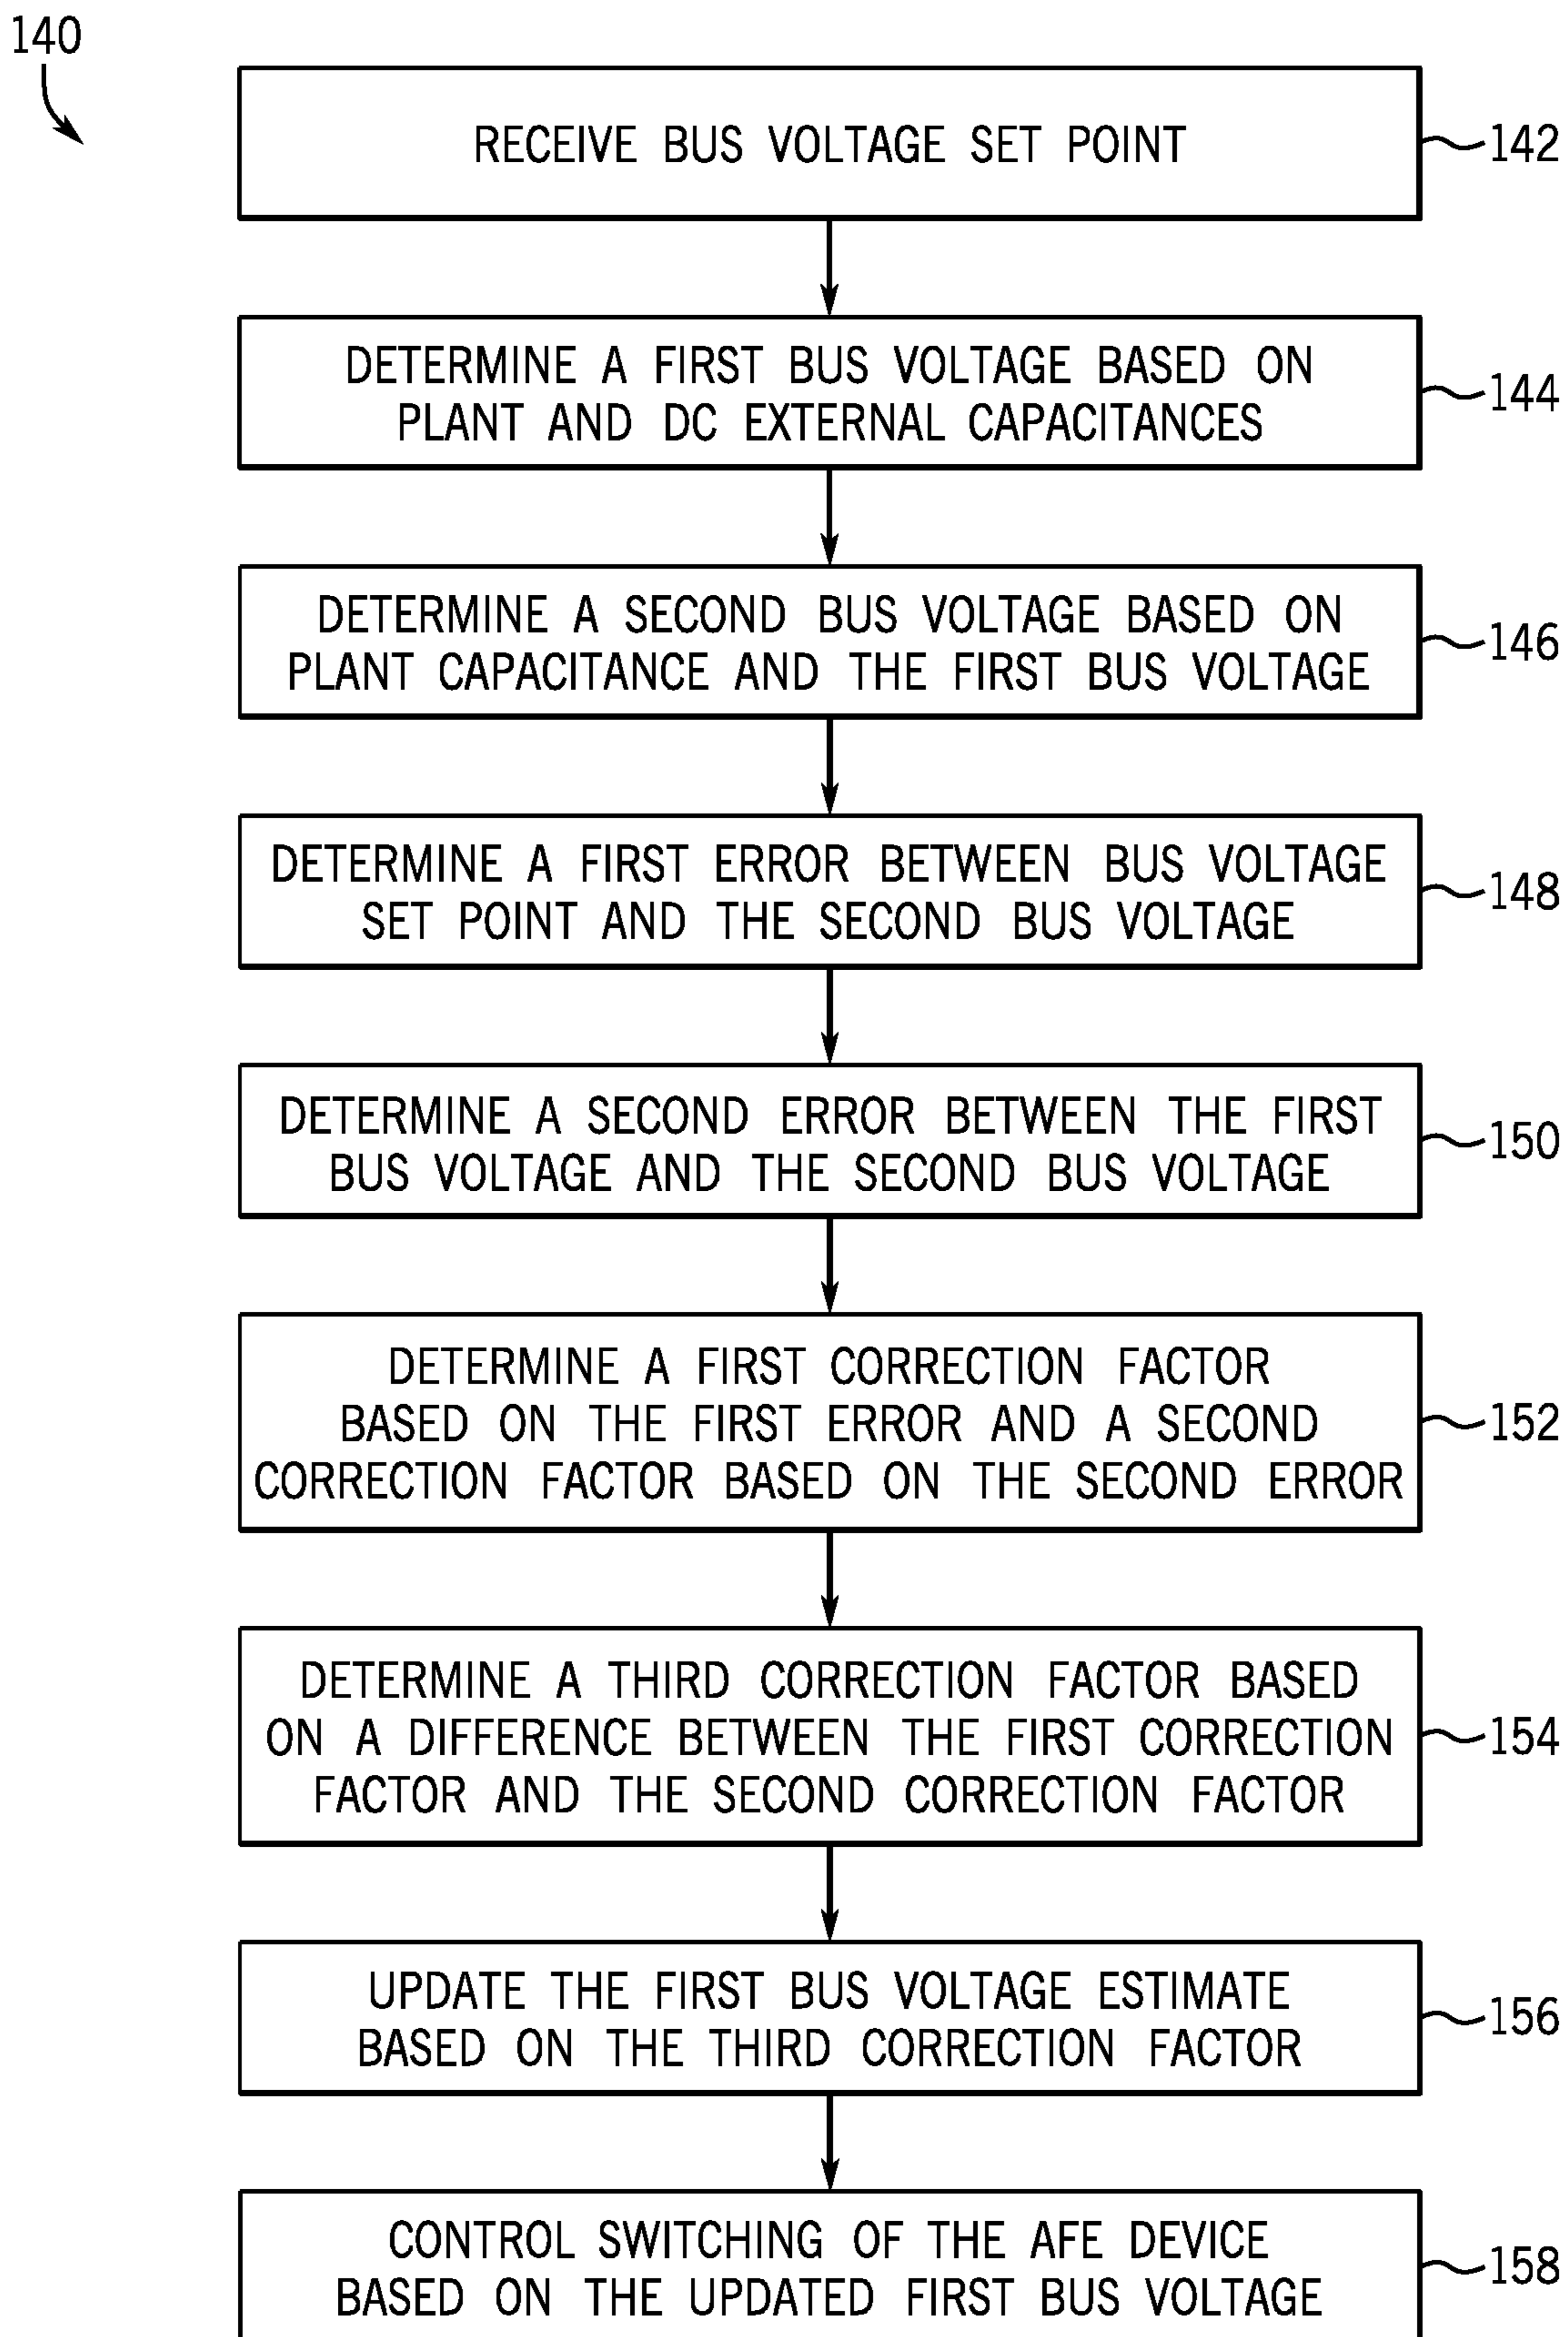 140
RECEIVE BUS VOLTAGE SET POINT
142
DETERMINE A FIRST BUS VOLTAGE BASED ON
PLANT AND DC EXTERNAL CAPACITANCES
144
DETERMINE A SECOND BUS VOLTAGE BASED ON
PLANT CAPACITANCE AND THE FIRST BUS VOLTAGE
146
DETERMINE A FIRST ERROR BETWEEN BUS VOLTAGE
SET POINT AND THE SECOND BUS VOLTAGE
148
DETERMINE A SECOND ERROR BETWEEN THE FIRST
BUS VOLTAGE AND THE SECOND BUS VOLTAGE
150
DETERMINE A FIRST CORRECTION FACTOR
BASED ON THE FIRST ERROR AND A SECOND
CORRECTION FACTOR BASED ON THE SECOND ERROR
152
DETERMINE A THIRD CORRECTION FACTOR BASED
ON A DIFFERENCE BETWEEN THE FIRST CORRECTION
FACTOR AND THE SECOND CORRECTION FACTOR
154
UPDATE THE FIRST BUS VOLTAGE ESTIMATE
BASED ON THE THIRD CORRECTION FACTOR
156
CONTROL SWITCHING OF THE AFE DEVICE
BASED ON THE UPDATED FIRST BUS VOLTAGE
158